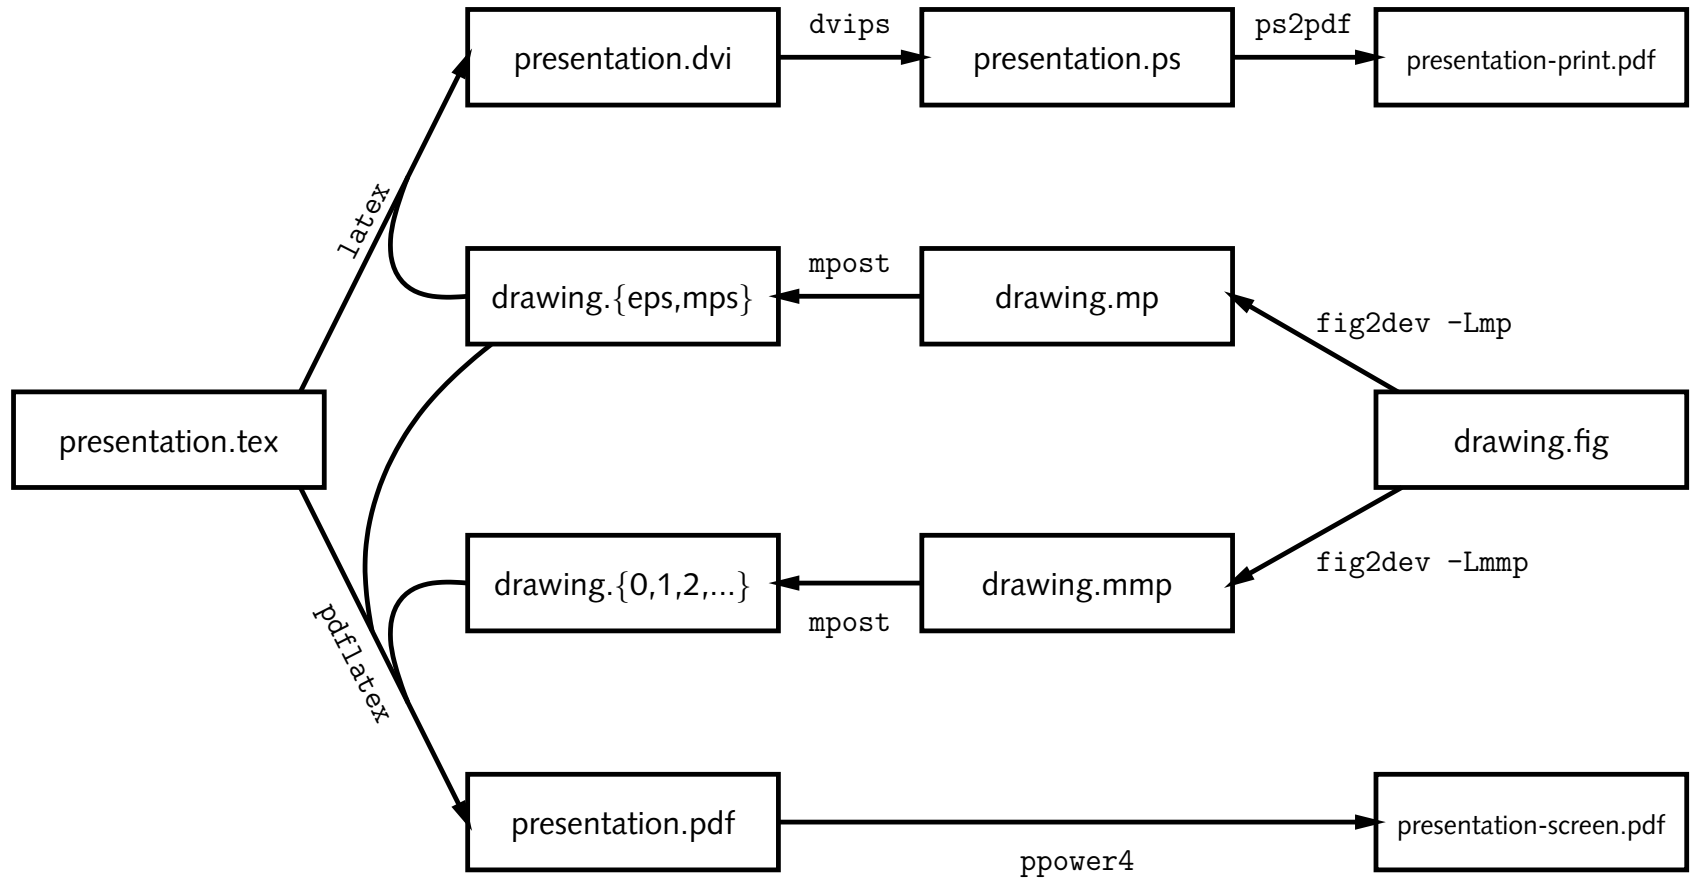 dvips
ps2pdf
presentation.dvi
presentation.ps
presentation-print.pdf
latex
mpost
drawing.{eps,mps}
drawing.mp
fig2dev -Lmp
presentation.tex
drawing.fig
fig2dev -Lmmp
drawing.{0,1,2,...}
drawing.mmp
mpost
pdflatex
presentation.pdf
presentation-screen.pdf
ppower4